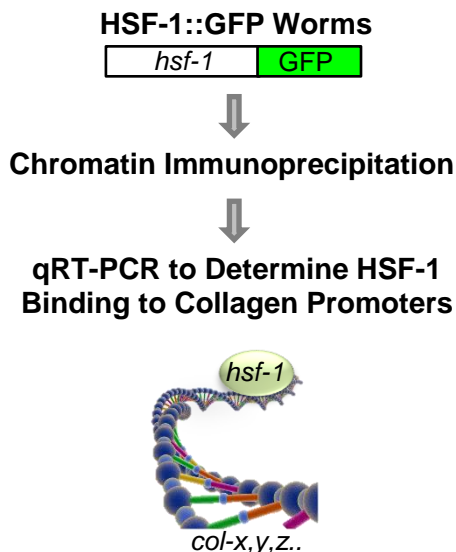 HSF-1::GFP Worms
hsf-1 GFP
Chromatin Immunoprecipitation
qRT-PCR to Determine HSF-1
Binding to Collagen Promoters
hsf-1
col-x,y,z..